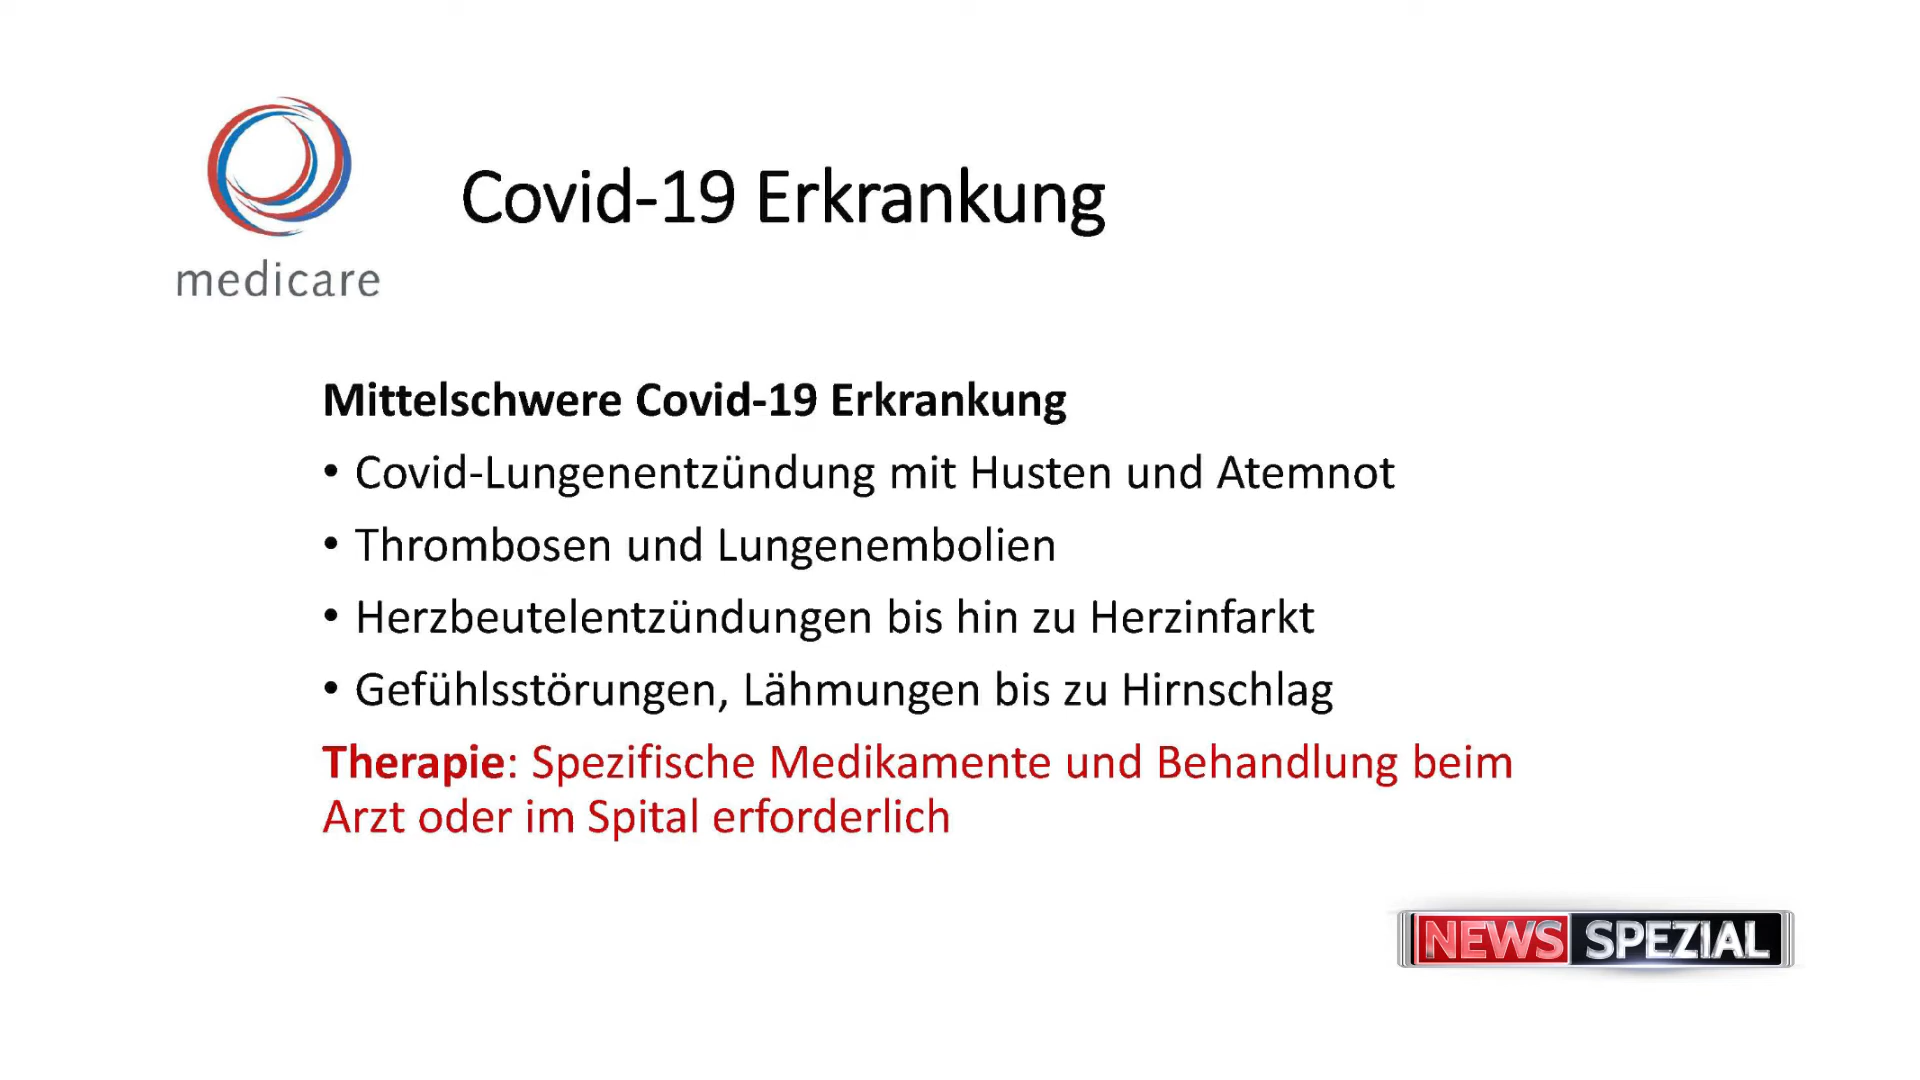 medicare
Covid-19 Erkrankung
Mittelschwere Covid-19 Erkrankung
• Covid-Lungenentzündung mit Husten und Atemnot
• Thrombosen und Lungenembolien
• Herzbeutelentzündungen bis hin zu Herzinfarkt
• Gefühlsstörungen, Lähmungen bis zu Hirnschlag
Therapie: Spezifische Medikamente und Behandlung beim
Arzt oder im Spital erforderlich
NEWS SPEZIAL